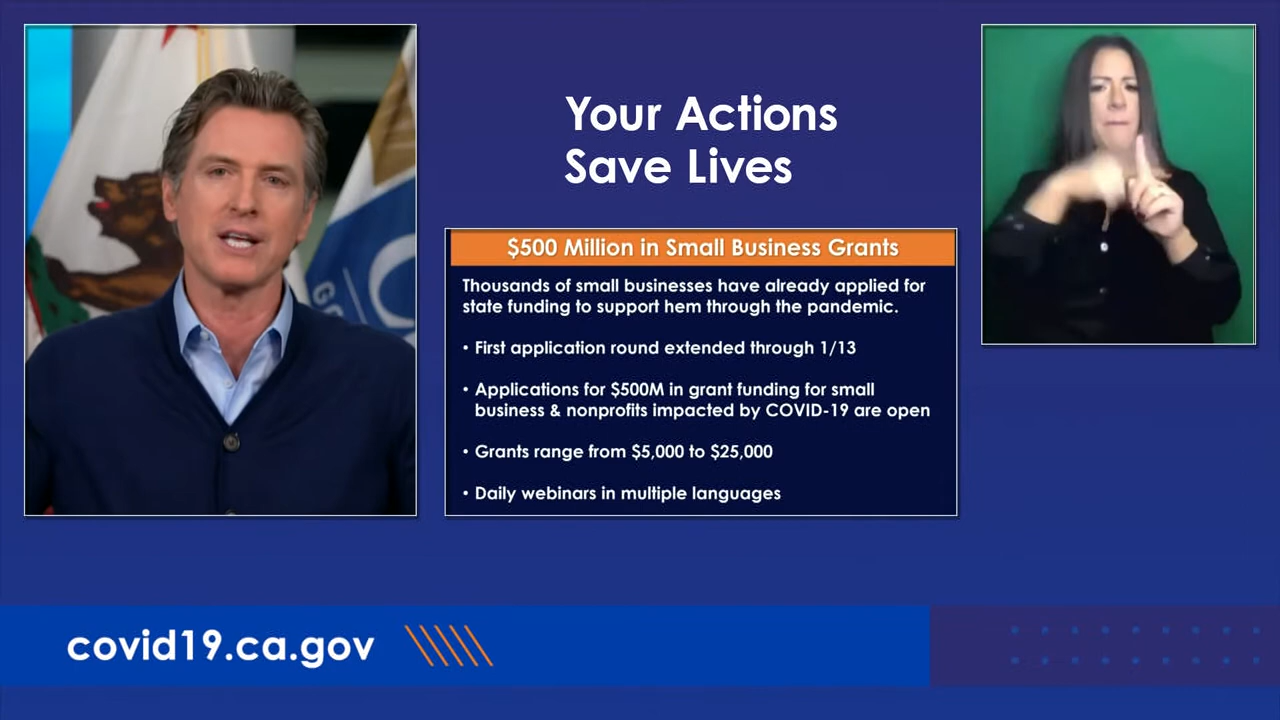 Your Actions
Save Lives
$500 Million in Small Business Grants
Thousands of small businesses have already applied for
state funding to support hem through the pandemic.
• First application round extended through 1/13
• Applications for $500M in grant funding for small
business & nonprofits impacted by COVID-19 are open
• Grants range from $5,000 to $25,000
• Daily webinars in multiple languages
covid19.ca.gov